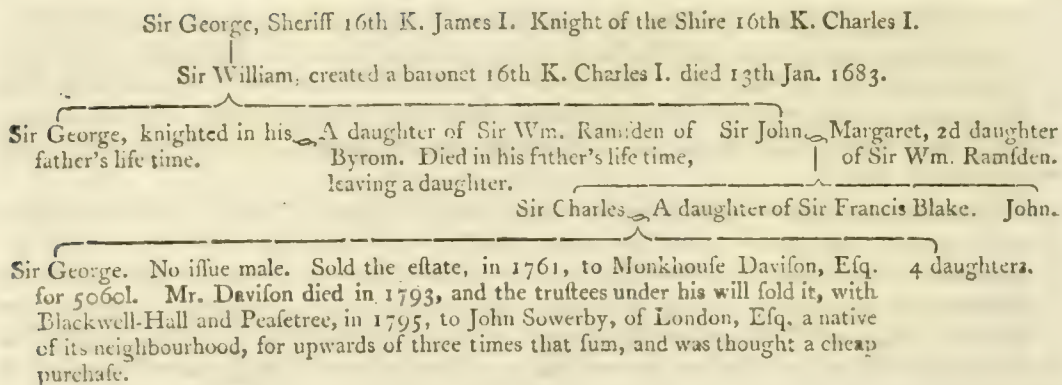 Sir George, Sheriff 16th K. James I. Knight of the Shire 16th K. Charles I.
Sir William, created a baronet 16th K. Charles I. died 13th Jan. 1683.
Sir George, knighted in his father's life time.
A daughter of Sir Wm. Ramſden of Byrom. Died in his father's life time, leaving a daughter.
Sir John
Margaret, 2d daughter of Sir Wm. Ramſden.
Sir Charles
A daughter of Sir Francis Blake.
John.
Sir George. No iſſue male. Sold the eſtate, in 1761, to Monkhouſe Daviſon, Eſq.
for 5060l. Mr. Daviſon died in 1793, and the truſtees under his will ſold it, with
Blackwell-Hall and Peaſetree, in 1795, to John Sowerby, of London, Eſq. a native
of its neighbourhood, for upwards of three times that ſum, and was thought a cheap
purchaſe.
4 daughters.